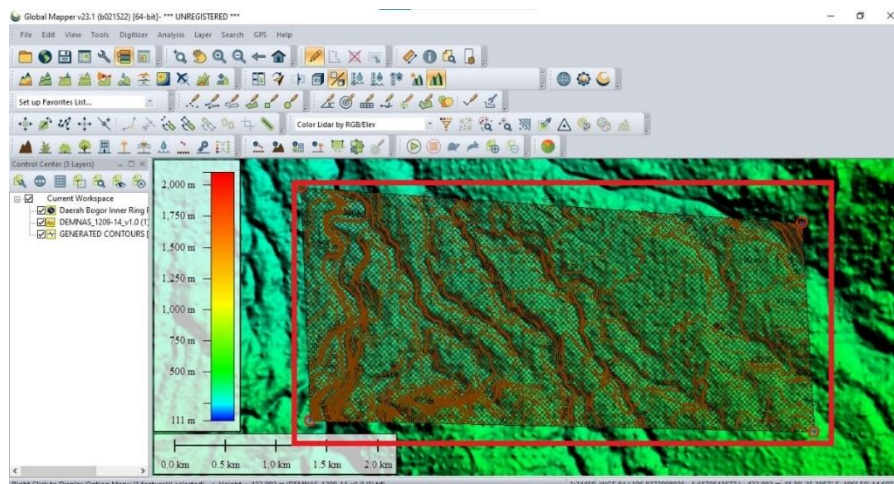 Global Mapper v23.1 (b021522) [64-bit]- *** UNREGISTERED ***
File Edit View Tools Digitizer Analysis Layer Search GPS Help
Set up Favorites List...
Color Lidar by RGB/Elev
Control Center (3 Layers)
Current Workspace
Daerah Bogor Inner Ring
DEMNAS_1209-14_v1.0 (1)
GENERATED CONTOURS
2,000 m
1,750 m
1,500 m
1,250 m
1,000 m
750 m
500 m
111 m
0.0 km 0.5 km 1.0 km 1.5 km 2.0 km